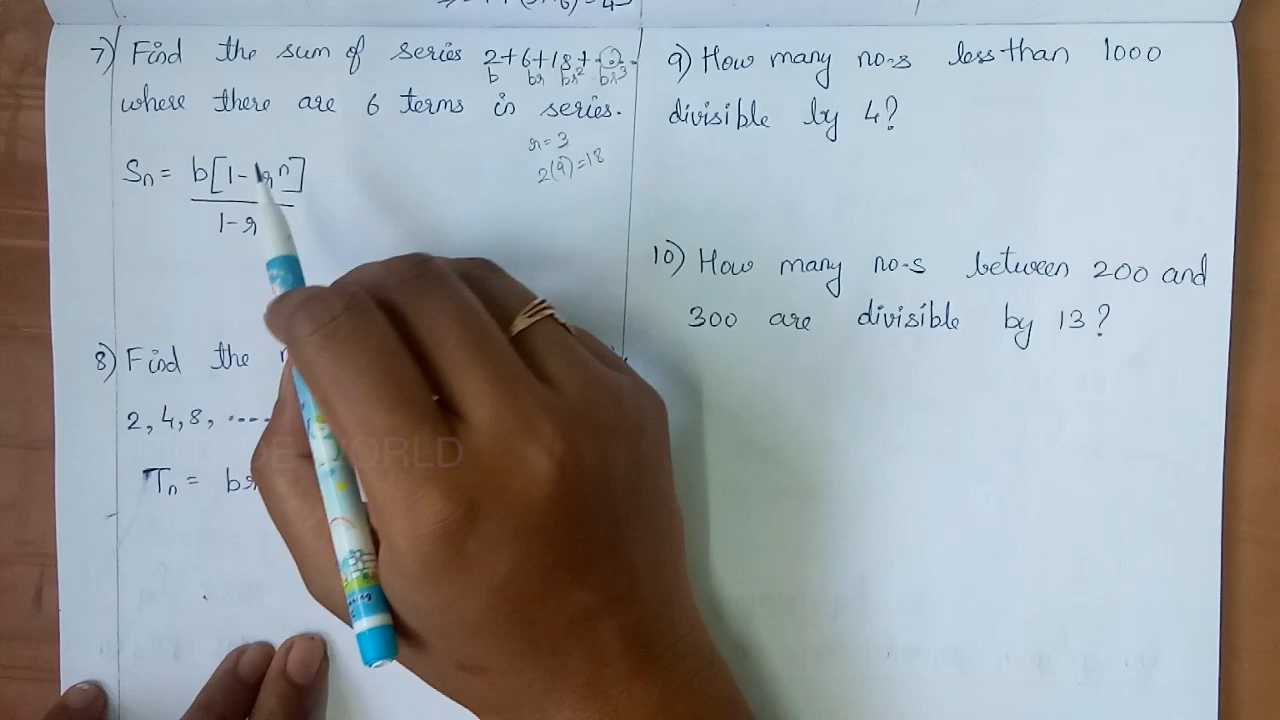 7) Find the sum of series 2+6+18+...
b br br² br³
where there are 6 terms in series.
r=3
2(9)=18
Sn = b[1-rⁿ]
1-r
8) Find the
2,4,8, ....
Tn = br
9) How many no.s less than 1000
divisible by 4?
10) How many no.s between 200 and
300 are divisible by 13?
WORLD